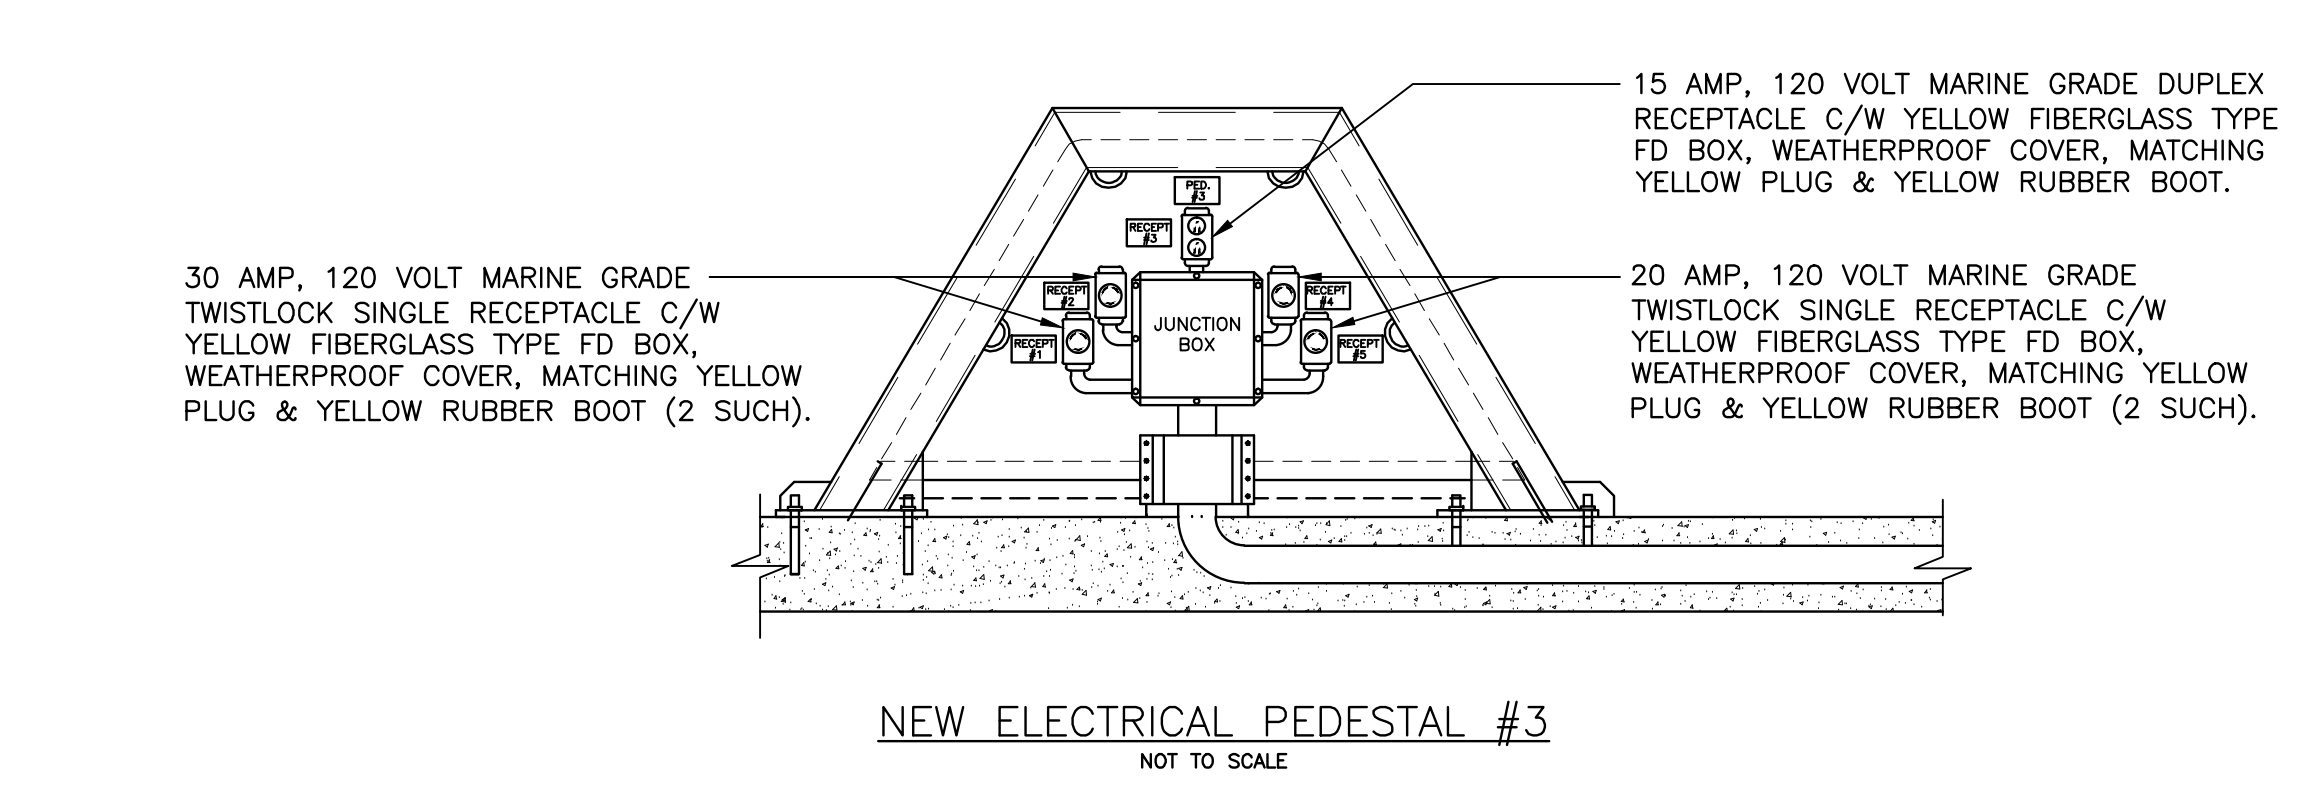 15 AMP, 120 VOLT MARINE GRADE DUPLEX
RECEPTACLE C/W YELLOW FIBERGLASS TYPE
FD BOX, WEATHERPROOF COVER, MATCHING
YELLOW PLUG & YELLOW RUBBER BOOT.
PED.
#3
RECEPT
#3
30 AMP, 120 VOLT MARINE GRADE
TWISTLOCK SINGLE RECEPTACLE C/W
YELLOW FIBERGLASS TYPE FD BOX,
WEATHERPROOF COVER, MATCHING YELLOW
PLUG & YELLOW RUBBER BOOT (2 SUCH).
RECEPT
#2
RECEPT
#1
JUNCTION
BOX
RECEPT
#4
RECEPT
#5
20 AMP, 120 VOLT MARINE GRADE
TWISTLOCK SINGLE RECEPTACLE C/W
YELLOW FIBERGLASS TYPE FD BOX,
WEATHERPROOF COVER, MATCHING YELLOW
PLUG & YELLOW RUBBER BOOT (2 SUCH).
NEW ELECTRICAL PEDESTAL #3
NOT TO SCALE